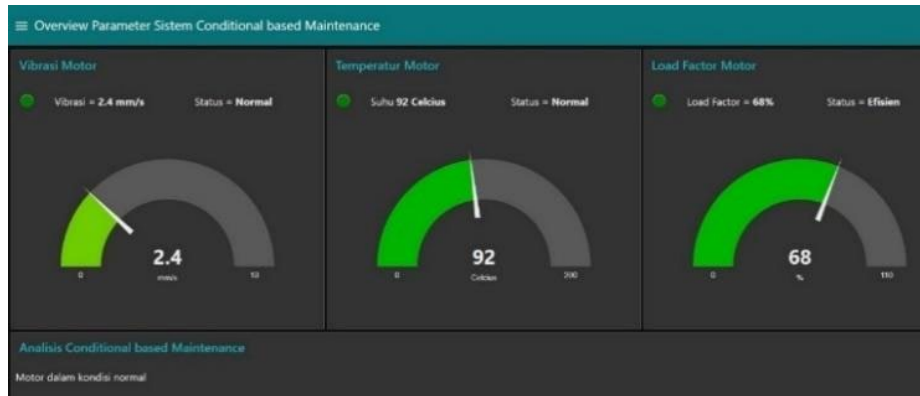 Overview Parameter Sistem Conditional based Maintenance
Vibrasi Motor
Vibrasi = 2.4 mm/s Status = Normal
2.4
mm/s
0 10
Temperatur Motor
Suhu 92 Celcius Status = Normal
92
Celcius
0 200
Load Factor Motor
Load Factor = 68% Status = Efisien
68
%
0 110
Analisis Conditional based Maintenance
Motor dalam kondisi normal